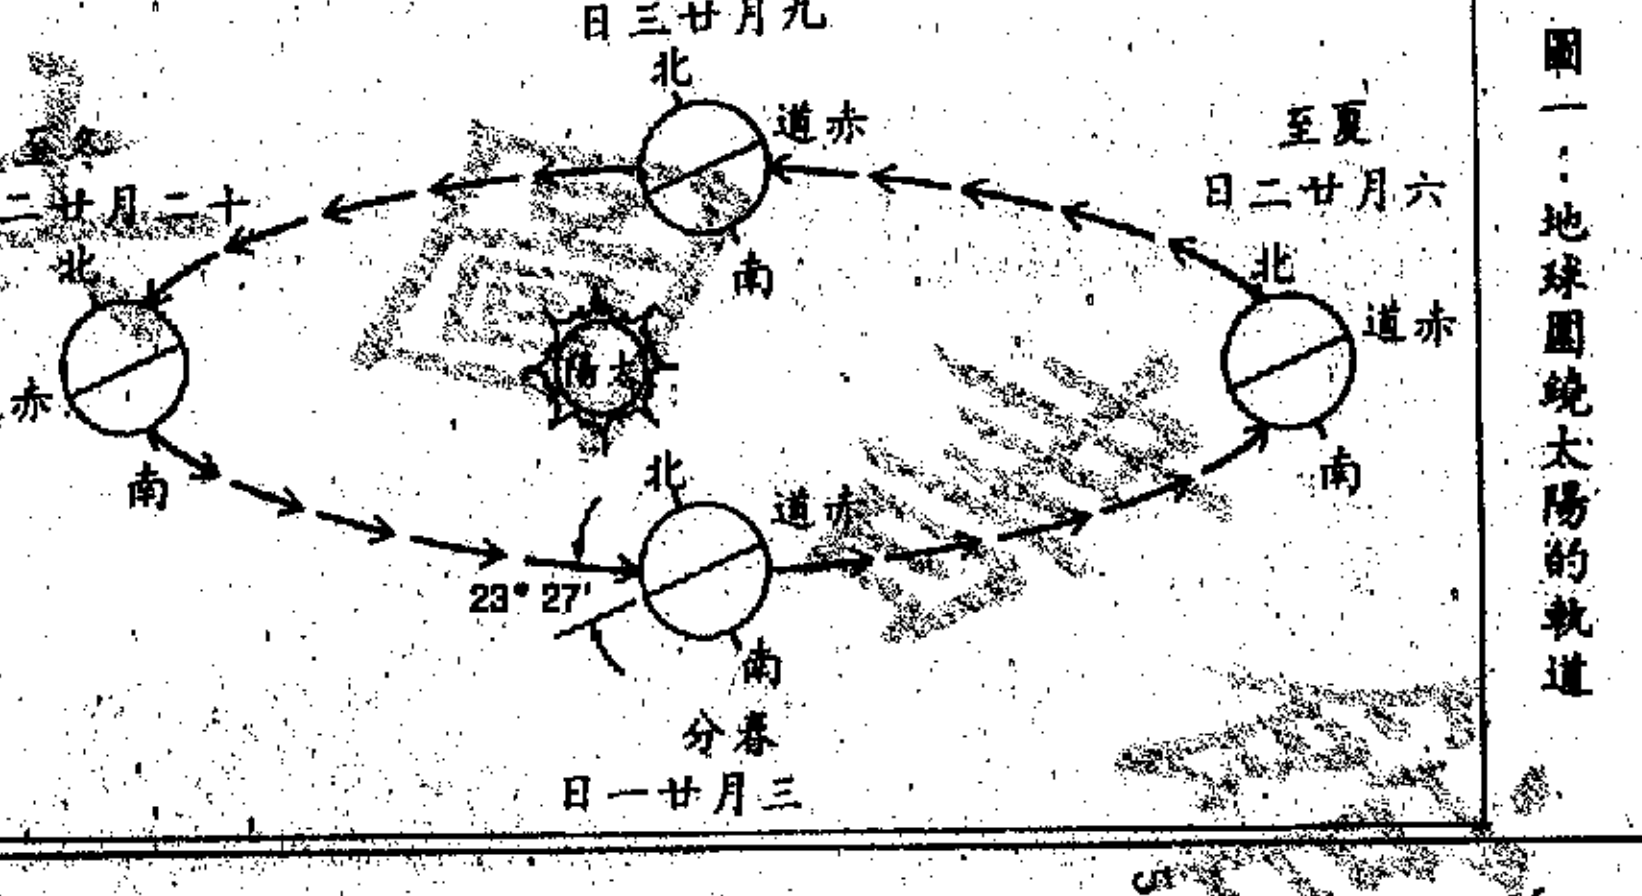 圖一：地球圍繞太陽的軌道
九月廿三日
北
赤道
南
夏至
六月廿二日
北
赤道
南
冬至
十二月廿二
北
赤
南
太陽
北
赤道
23° 27'
南
春分
三月廿一日